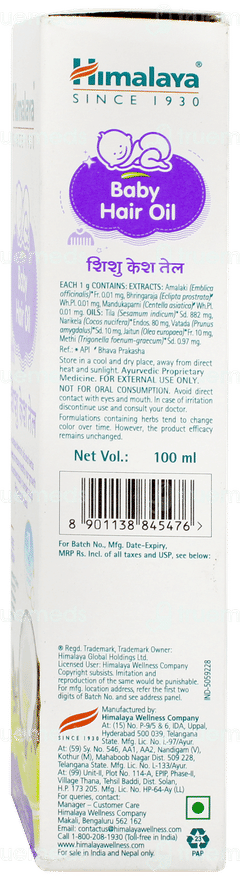 Himalaya
SINCE 1930
Baby
Hair Oil
शिशु केश तेल
EACH 1 g CONTAINS: EXTRACTS: Amalaki (Emblica
officinalis)* Fr. 0.01 mg, Bhringaraja (Eclipta prostrata)#
Wh.Pl. 0.01 mg, Mandukaparni (Centella asiatica)* Wh.Pl.
0.01 mg. OILS: Tila (Sesamum indicum)* Sd. 882 mg,
Narikela (Cocos nucifera)* Endos. 80 mg, Vatada (Prunus
amygdalus)* Sd. 10 mg, Jaitun (Olea europaea)* Fr. 10 mg,
Methi (Trigonella foenum-graecum)* Sd. 0.97 mg.
Ref.: * API # Bhava Prakasha
Store in a cool and dry place, away from direct
heat and sunlight. Ayurvedic Proprietary
Medicine. FOR EXTERNAL USE ONLY.
NOT FOR ORAL CONSUMPTION. Avoid direct
contact with eyes and mouth. In case of irritation
discontinue use and consult your doctor.
Formulations containing herbs tend to change
color over time. However, the product efficacy
remains unchanged.
Net Vol.: 100 ml
8 901138 845476 >
For Batch No., Mfg. Date-Expiry,
MRP Rs. Incl. of all taxes and USP, see below:
® Regd. Trademark; Trademark Owner:
Himalaya Global Holdings Ltd.
Licensed User: Himalaya Wellness Company
Copyright subsists. Imitation and
reproduction of the same would be punishable.
For mfg. location address, refer the first two
digits of Batch No. and see address panel.
IND-5059228
Manufactured by:
Himalaya Wellness Company
At: (15) No. P-9/5 & 6, IDA, Uppal,
Hyderabad 500 039, Telangana
State. Mfg. Lic. No. L-97/Ayur.
At: (59) Sy. No. 546, AA1, AA2, Nandigam (V),
Kothur (M), Mahaboob Nagar Dist. 509 228,
Telangana State. Mfg. Lic. No. L-133/Ayur.
At: (99) Unit-II, Plot No. 114-A, EPIP, Phase-II,
Village Thana, Tehsil Baddi, Dist. Solan,
H.P. 173 205. Mfg. Lic. No. HP-64-Ay (LL)
For queries, contact:
Manager – Customer Care
Himalaya Wellness Company
Makali, Bengaluru 562 162
Email: contactus@himalayawellness.com
Call 1-800-208-1930 (Toll-free in India)
www.himalayawellness.com
For sale in India and Nepal only.
PAP